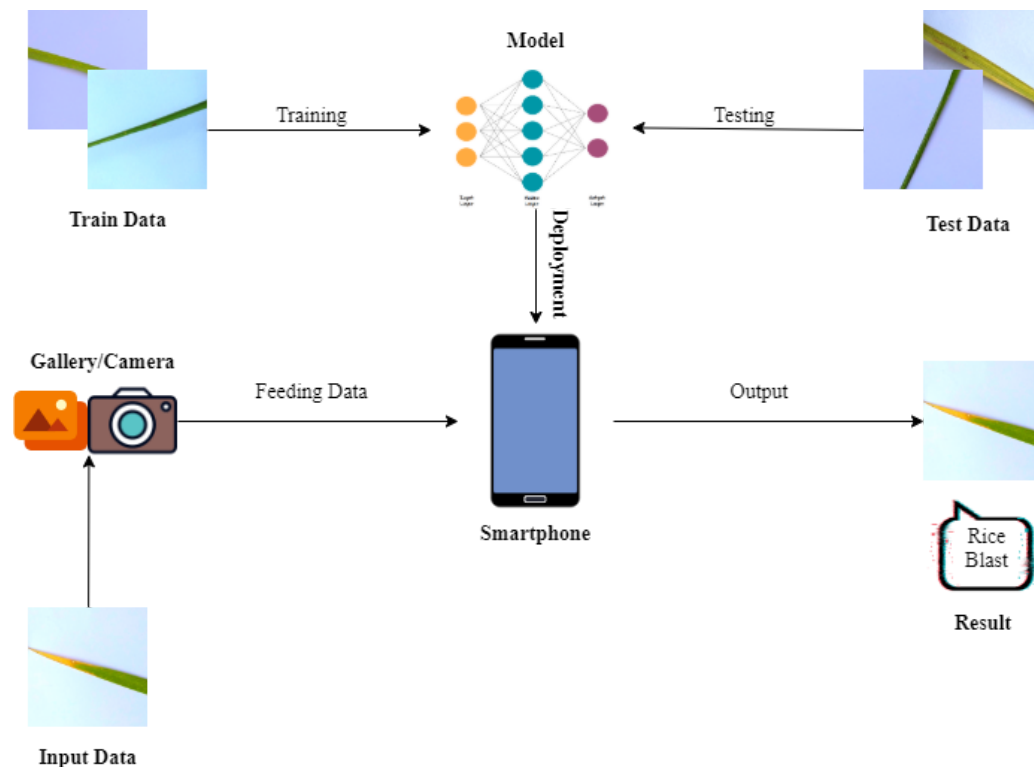 Model
Training
Testing
Train Data
Test Data
Deployment
Gallery/Camera
Feeding Data
Output
Smartphone
Rice
Blast
Result
Input Data